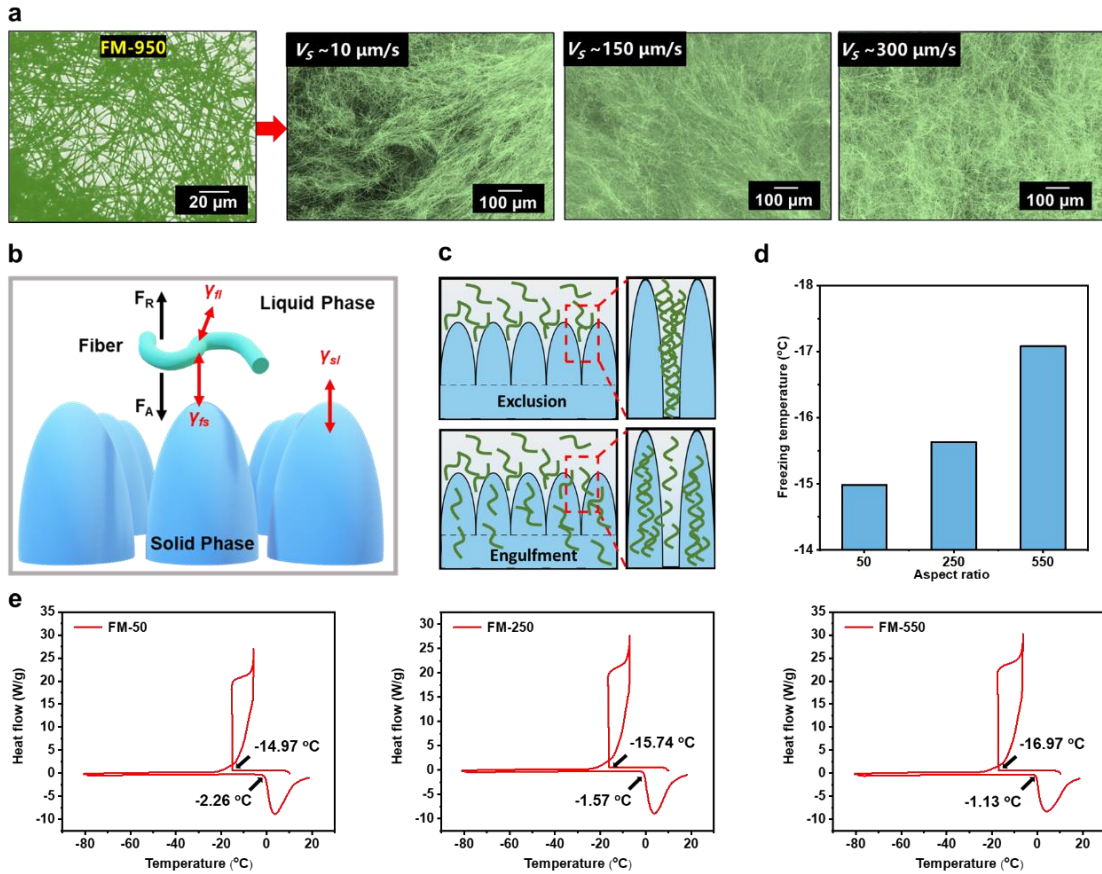 a
FM-950
20 µm
V_S ~10 µm/s
100 µm
V_S ~150 µm/s
100 µm
V_S ~300 µm/s
100 µm
b
F_R
γ_fl
Liquid Phase
Fiber
γ_sl
F_A
γ_fs
Solid Phase
c
Exclusion
Engulfment
d
Freezing temperature (°C)
-18
-17
-16
-15
-14
50
250
550
Aspect ratio
e
Heat flow (W/g)
35
30
25
20
15
10
5
0
-5
-10
FM-50
-14.97 °C
-2.26 °C
-80
-60
-40
-20
0
20
Temperature (°C)
Heat flow (W/g)
35
30
25
20
15
10
5
0
-5
-10
FM-250
-15.74 °C
-1.57 °C
-80
-60
-40
-20
0
20
Temperature (°C)
Heat flow (W/g)
35
30
25
20
15
10
5
0
-5
-10
FM-550
-16.97 °C
-1.13 °C
-80
-60
-40
-20
0
20
Temperature (°C)